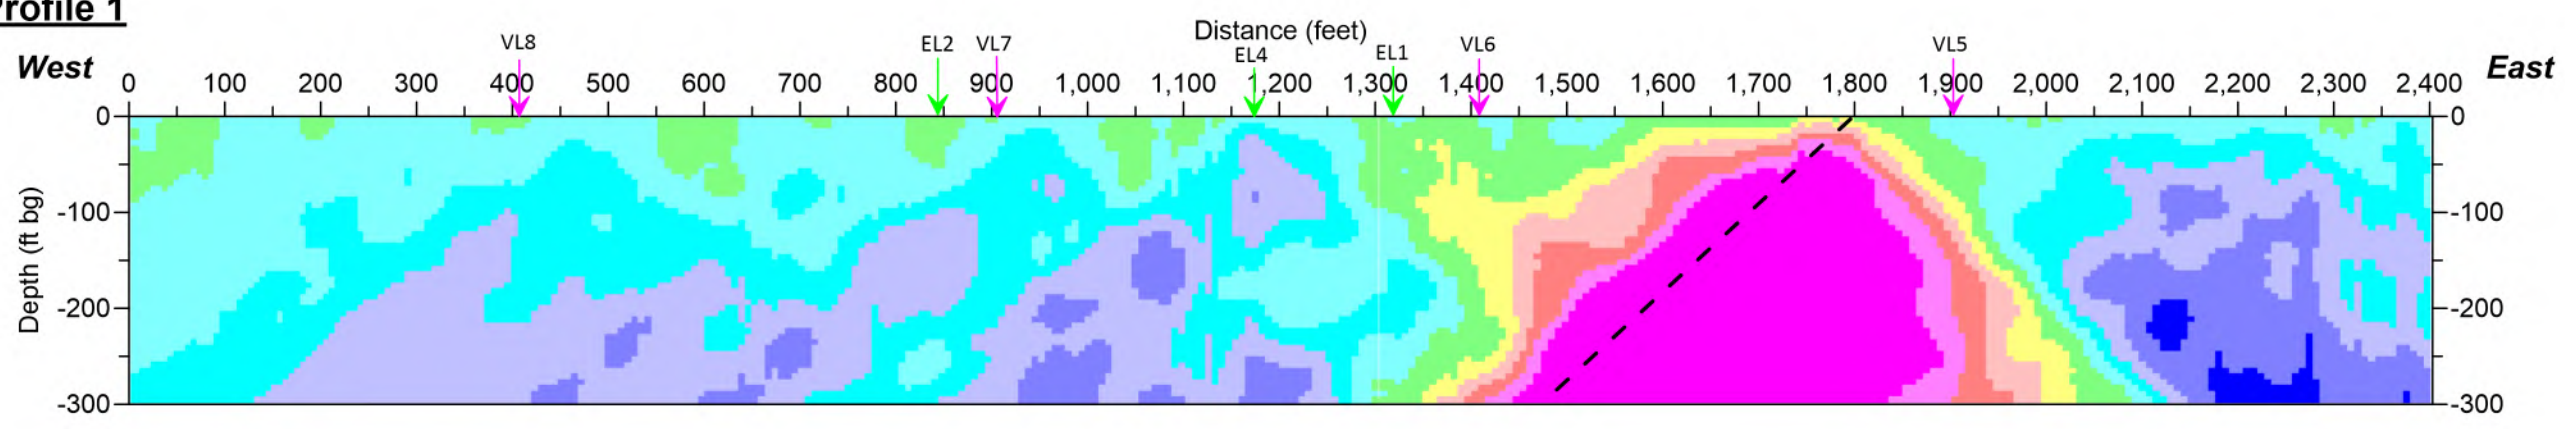 Profile 1
Distance (feet)
VL8 EL2 VL7 EL4 EL1 VL6 VL5
West 0 100 200 300 400 500 600 700 800 900 1,000 1,100 1,200 1,300 1,400 1,500 1,600 1,700 1,800 1,900 2,000 2,100 2,200 2,300 2,400 East
0 0
-100 -100
-200 -200
-300 -300
Depth (ft bg)